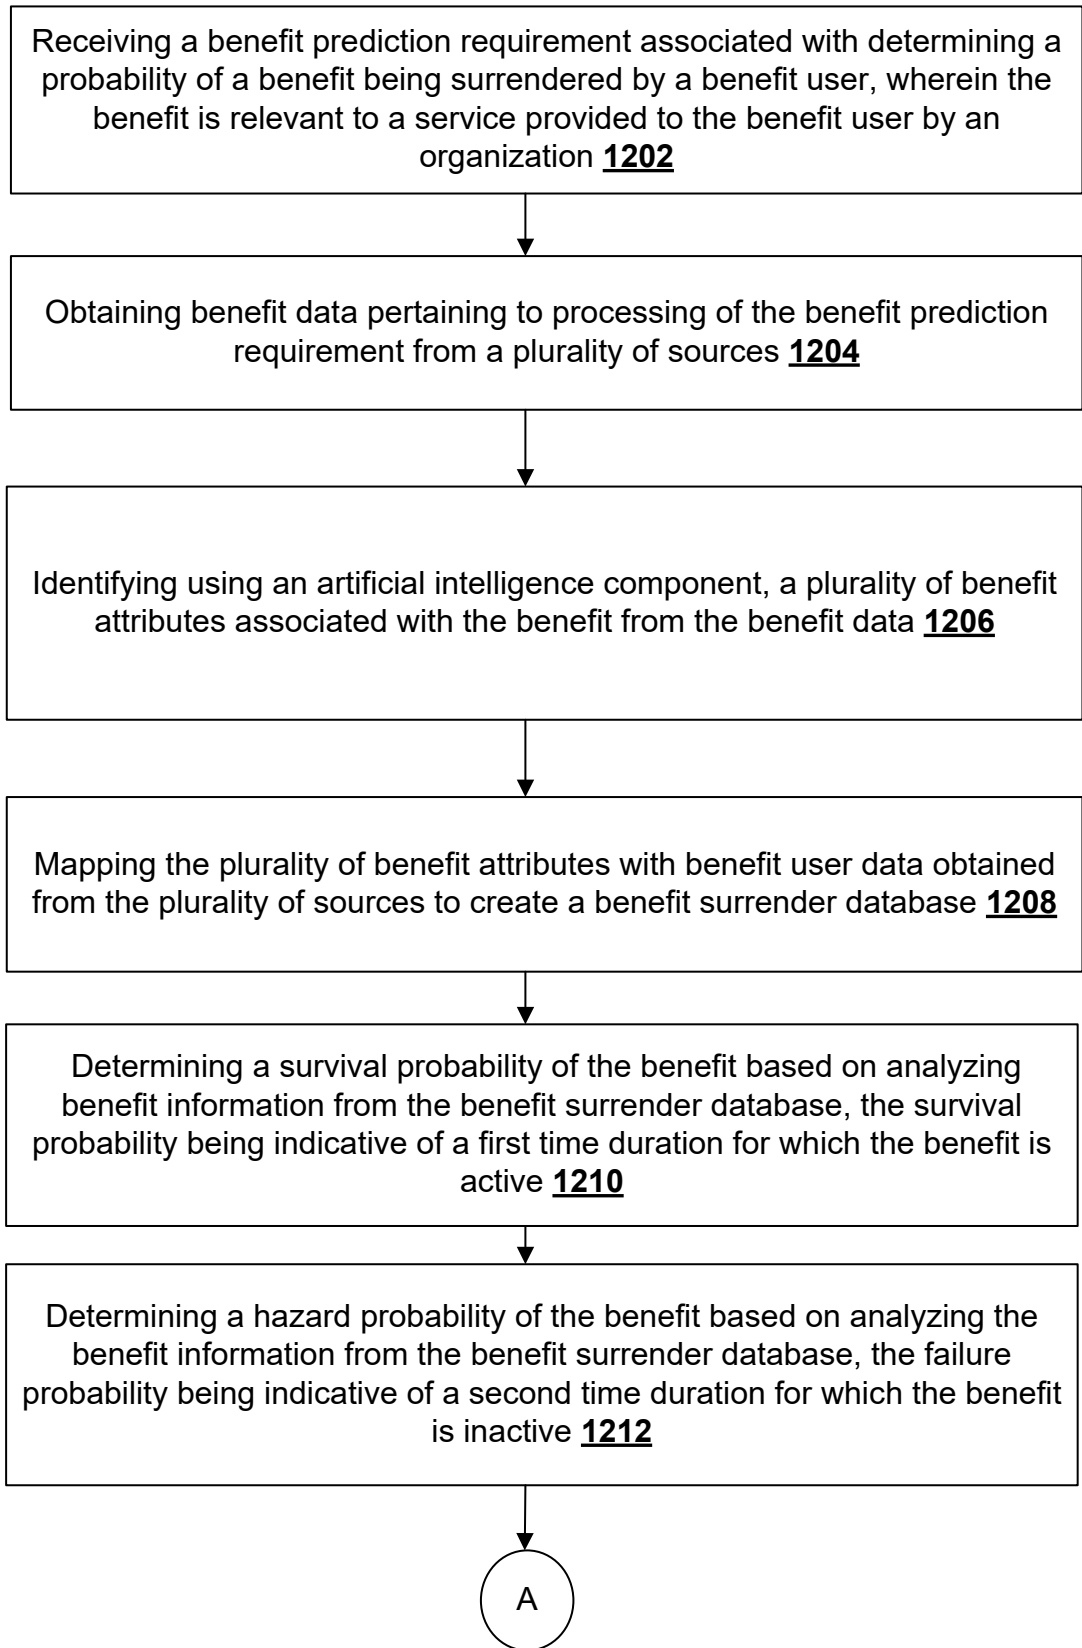 Receiving a benefit prediction requirement associated with determining a
probability of a benefit being surrendered by a benefit user, wherein the
benefit is relevant to a service provided to the benefit user by an
organization 1202
Obtaining benefit data pertaining to processing of the benefit prediction
requirement from a plurality of sources 1204
Identifying using an artificial intelligence component, a plurality of benefit
attributes associated with the benefit from the benefit data 1206
Mapping the plurality of benefit attributes with benefit user data obtained
from the plurality of sources to create a benefit surrender database 1208
Determining a survival probability of the benefit based on analyzing
benefit information from the benefit surrender database, the survival
probability being indicative of a first time duration for which the benefit is
active 1210
Determining a hazard probability of the benefit based on analyzing the
benefit information from the benefit surrender database, the failure
probability being indicative of a second time duration for which the benefit
is inactive 1212
A